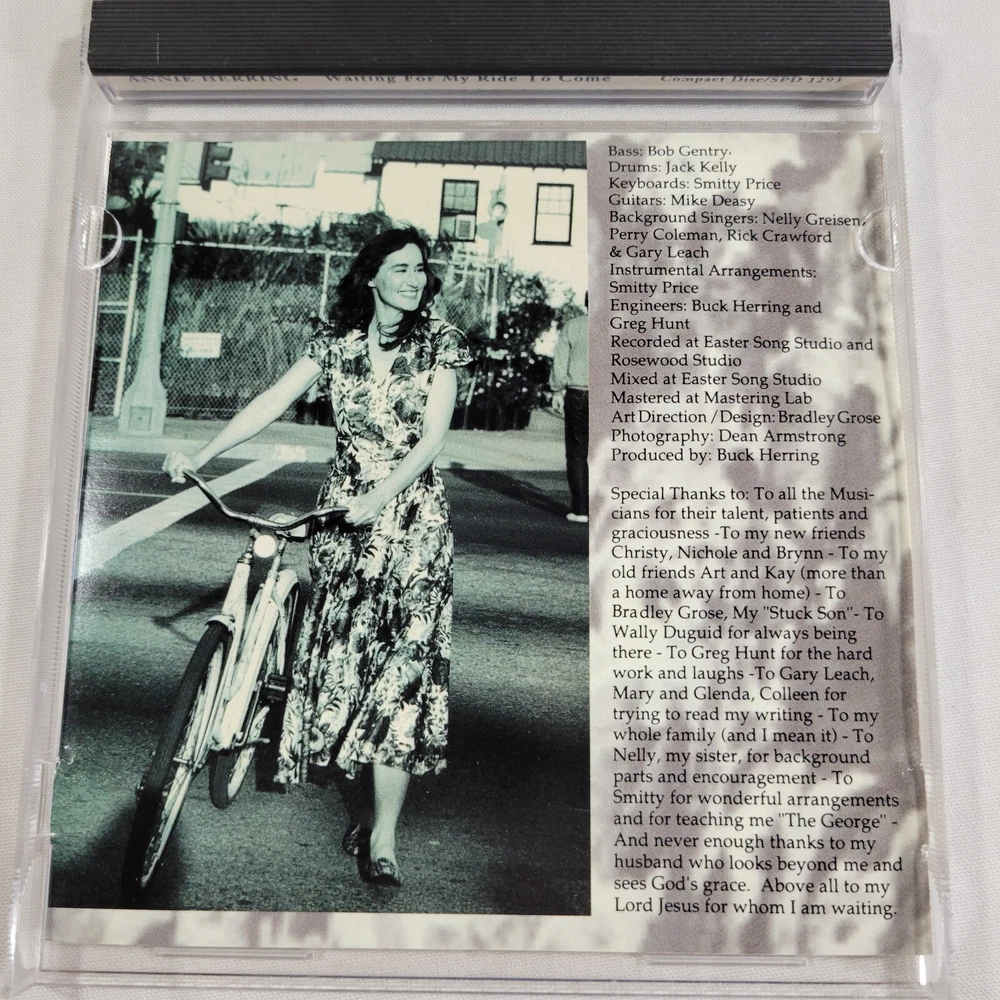 ANNIE HERRING Waiting For My Ride To Come Compact Disc/SPD 1293
Bass: Bob Gentry,
Drums: Jack Kelly
Keyboards: Smitty Price
Guitars: Mike Deasy
Background Singers: Nelly Greisen,
Perry Coleman, Rick Crawford
& Gary Leach
Instrumental Arrangements:
Smitty Price
Engineers: Buck Herring and
Greg Hunt
Recorded at Easter Song Studio and
Rosewood Studio
Mixed at Easter Song Studio
Mastered at Mastering Lab
Art Direction / Design: Bradley Grose
Photography: Dean Armstrong
Produced by: Buck Herring
Special Thanks to: To all the Musi-
cians for their talent, patients and
graciousness -To my new friends
Christy, Nichole and Brynn - To my
old friends Art and Kay (more than
a home away from home) - To
Bradley Grose, My "Stuck Son"- To
Wally Duguid for always being
there - To Greg Hunt for the hard
work and laughs -To Gary Leach,
Mary and Glenda, Colleen for
trying to read my writing - To my
whole family (and I mean it) - To
Nelly, my sister, for background
parts and encouragement - To
Smitty for wonderful arrangements
and for teaching me "The George" -
And never enough thanks to my
husband who looks beyond me and
sees God's grace. Above all to my
Lord Jesus for whom I am waiting.